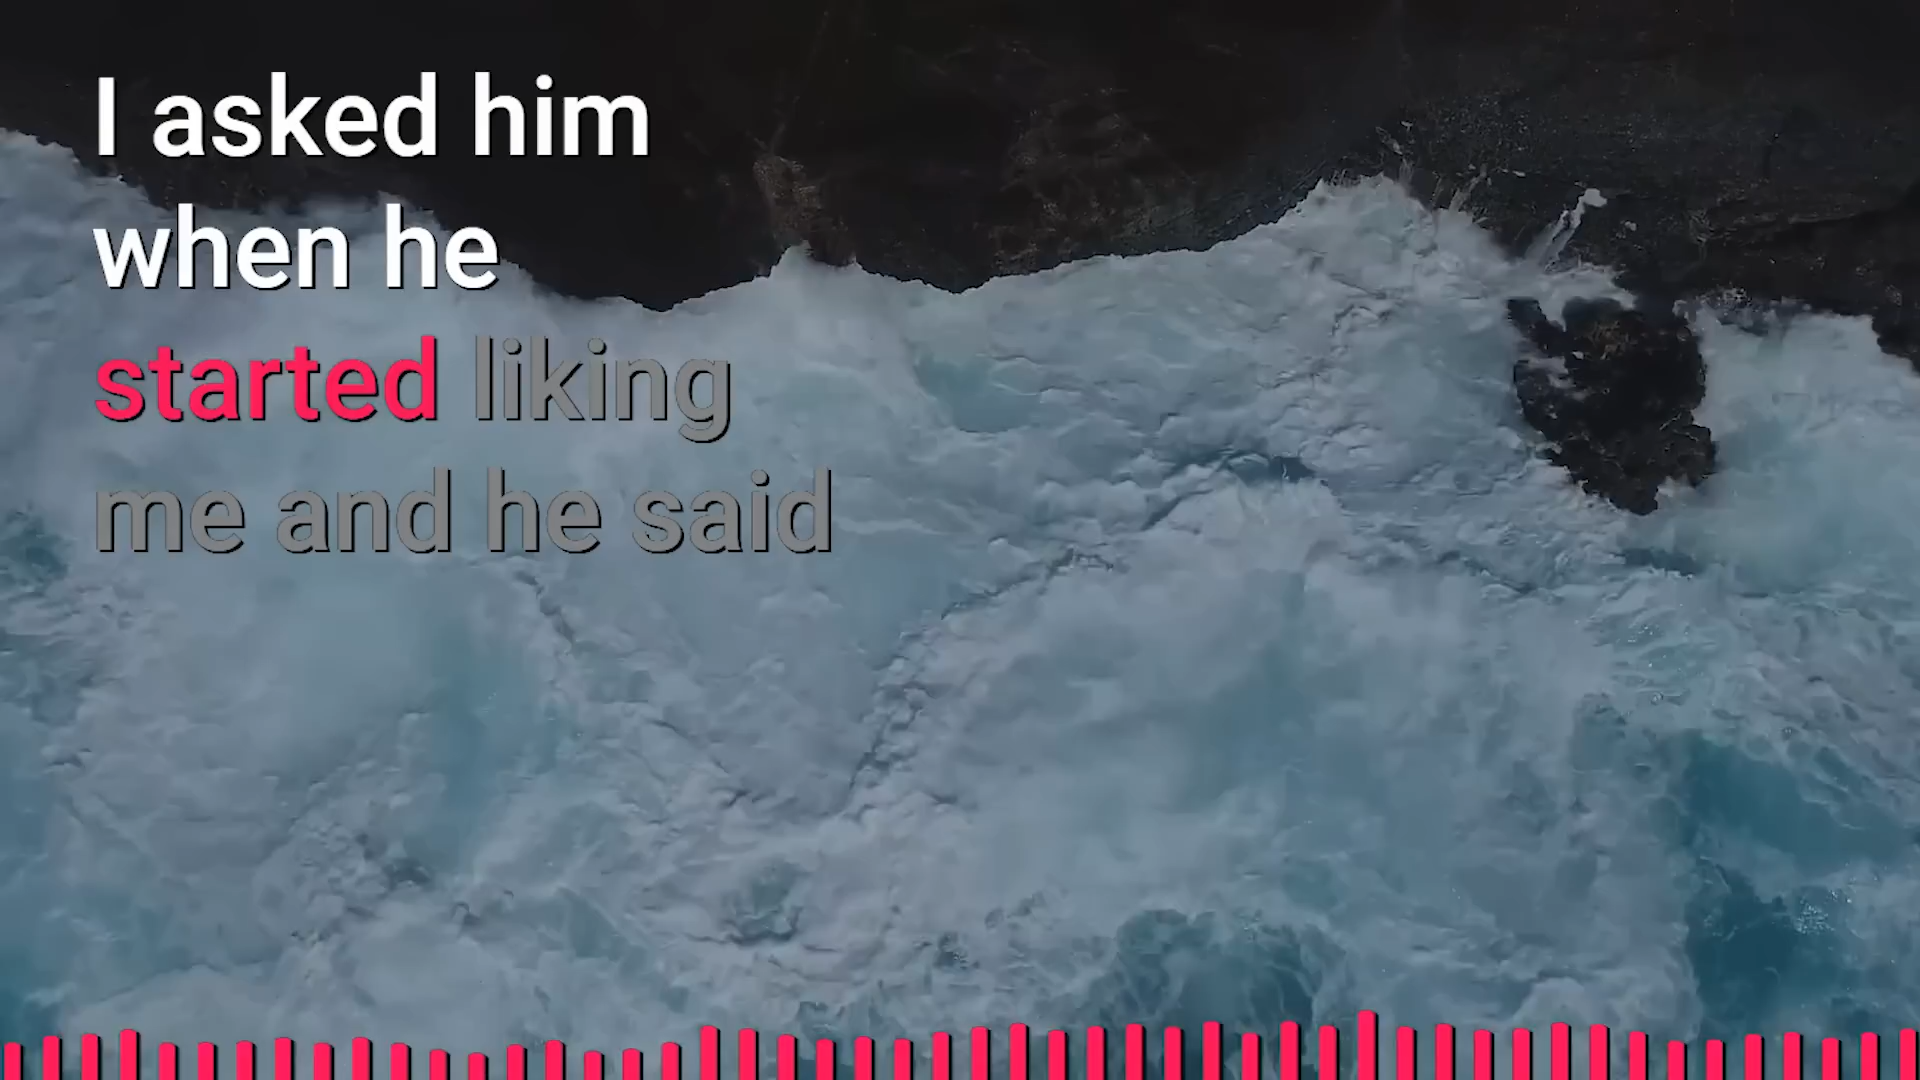 I asked him
when he
started liking
me and he said